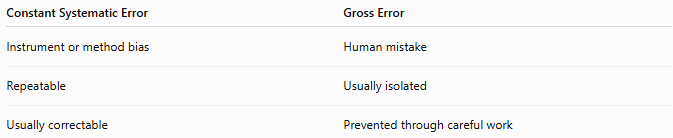 Constant Systematic Error Gross Error
Instrument or method bias Human mistake
Repeatable Usually isolated
Usually correctable Prevented through careful work